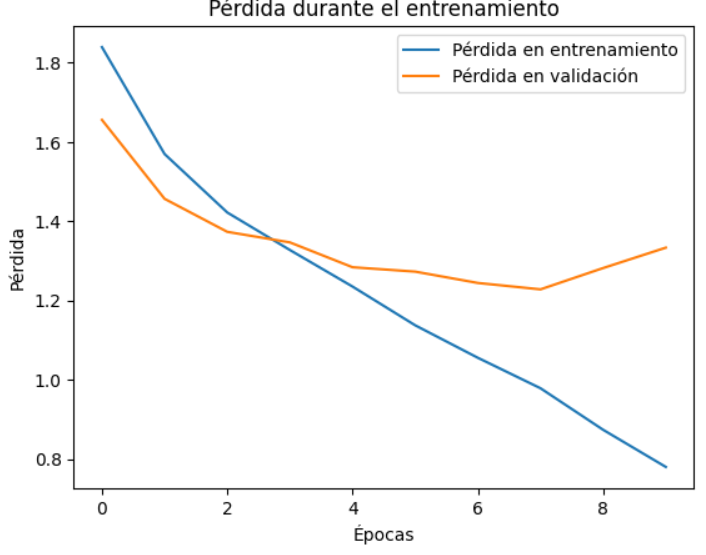 Pérdida durante el entrenamiento
Pérdida en entrenamiento
Pérdida en validación
1.8
1.6
1.4
1.2
1.0
0.8
Pérdida
0 2 4 6 8
Épocas